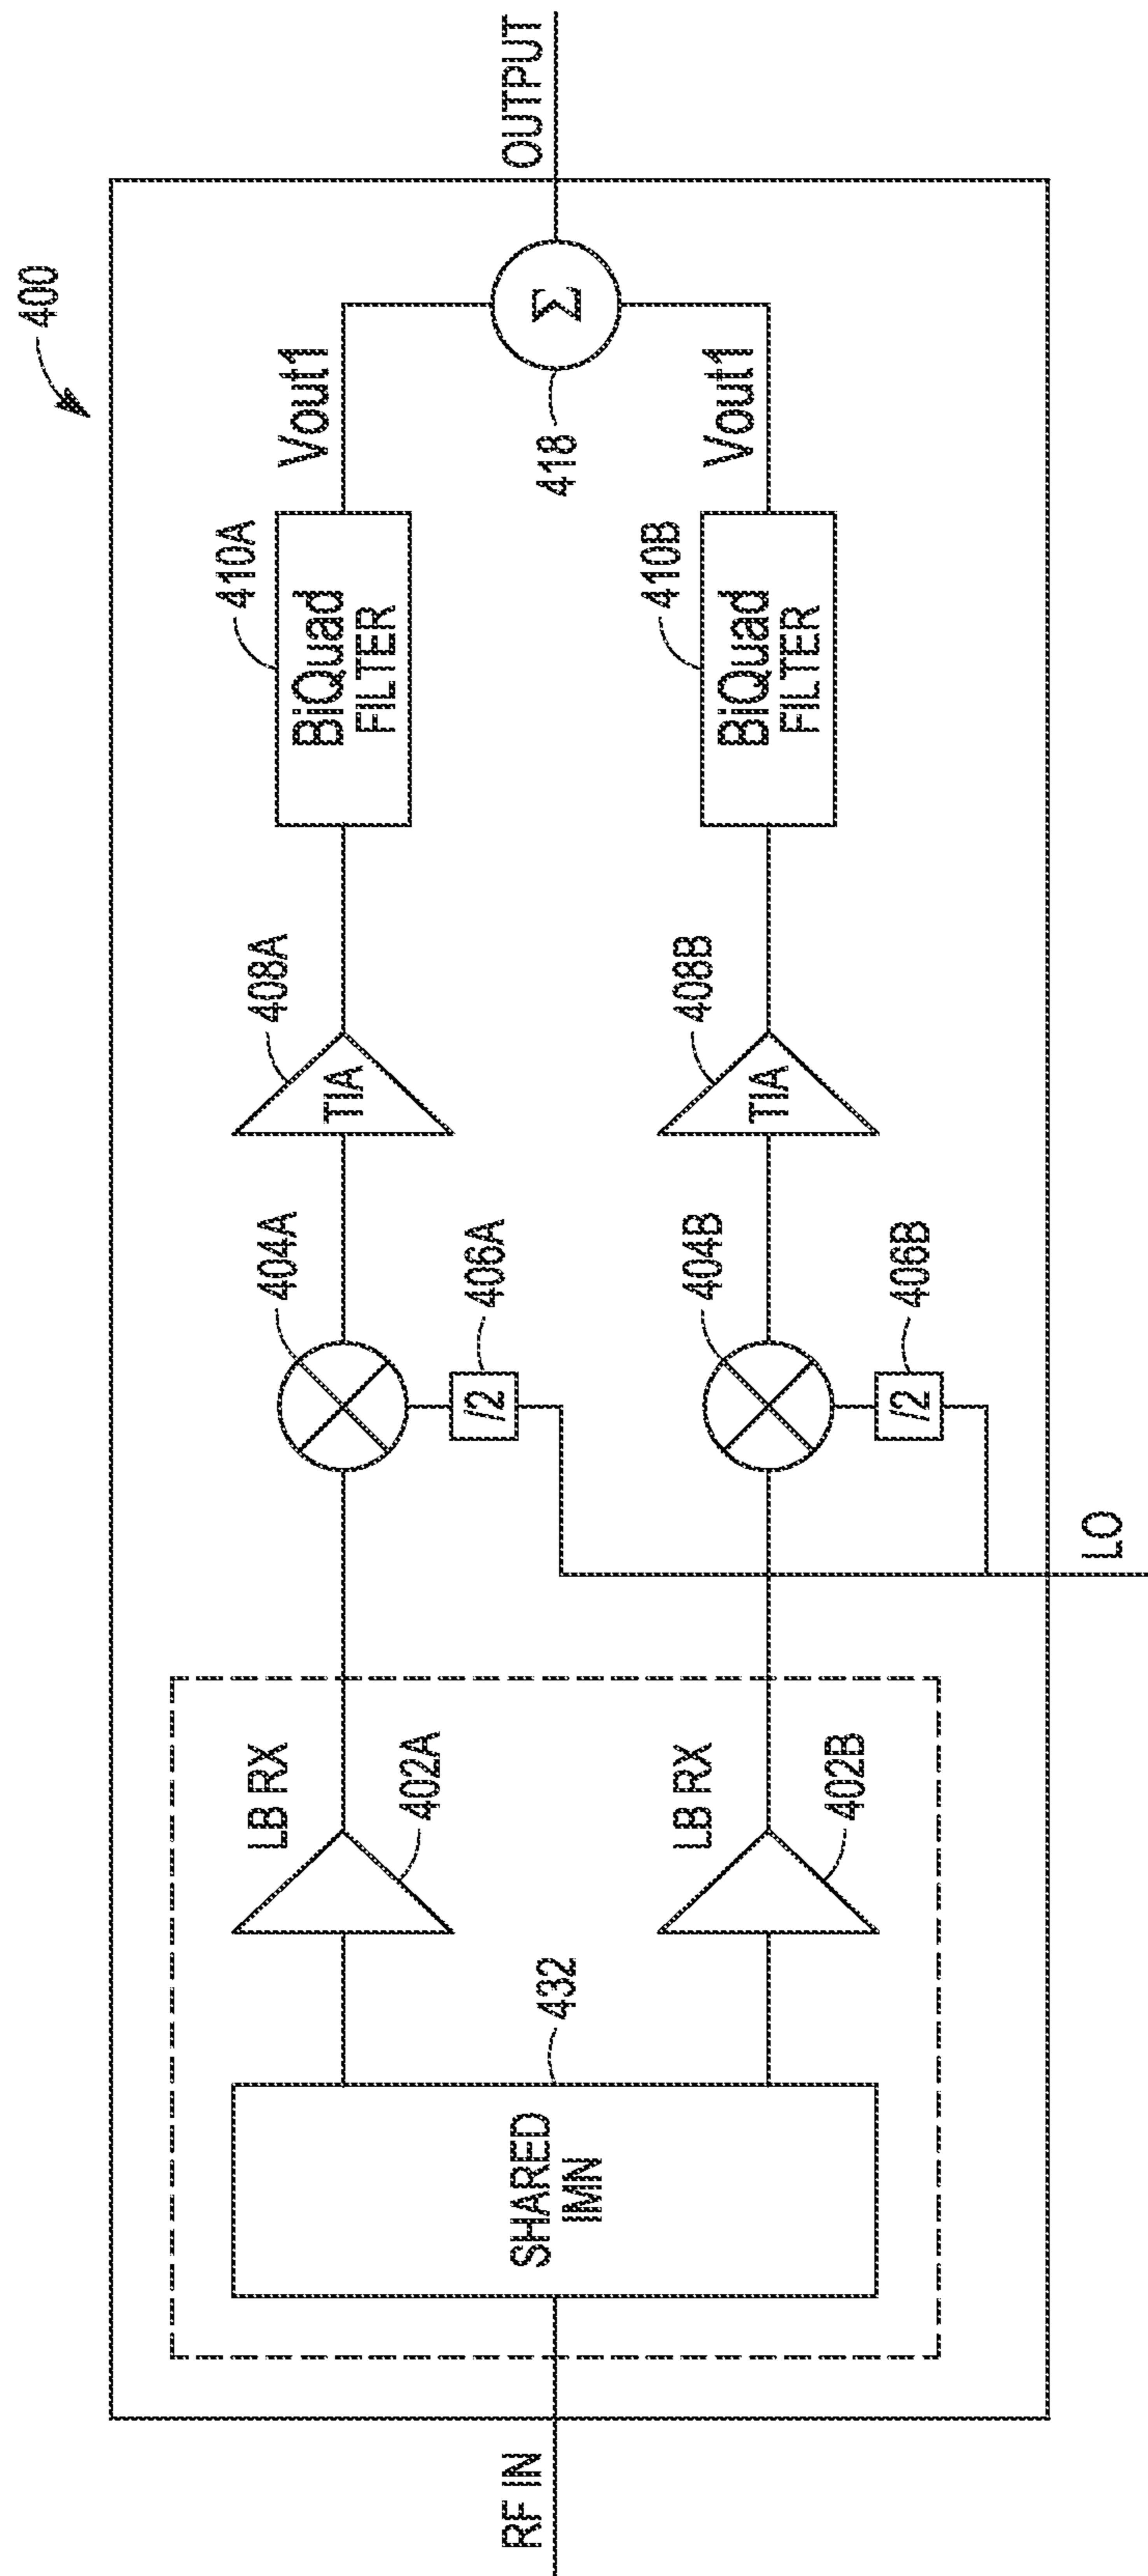 400
RF IN
SHARED
IMN
432
LB RX
402A
LB RX
402B
404A
/2
406A
404B
/2
406B
LO
408A
TIA
408B
TIA
410A
BiQuad
FILTER
410B
BiQuad
FILTER
Vout1
Vout1
Σ
418
OUTPUT